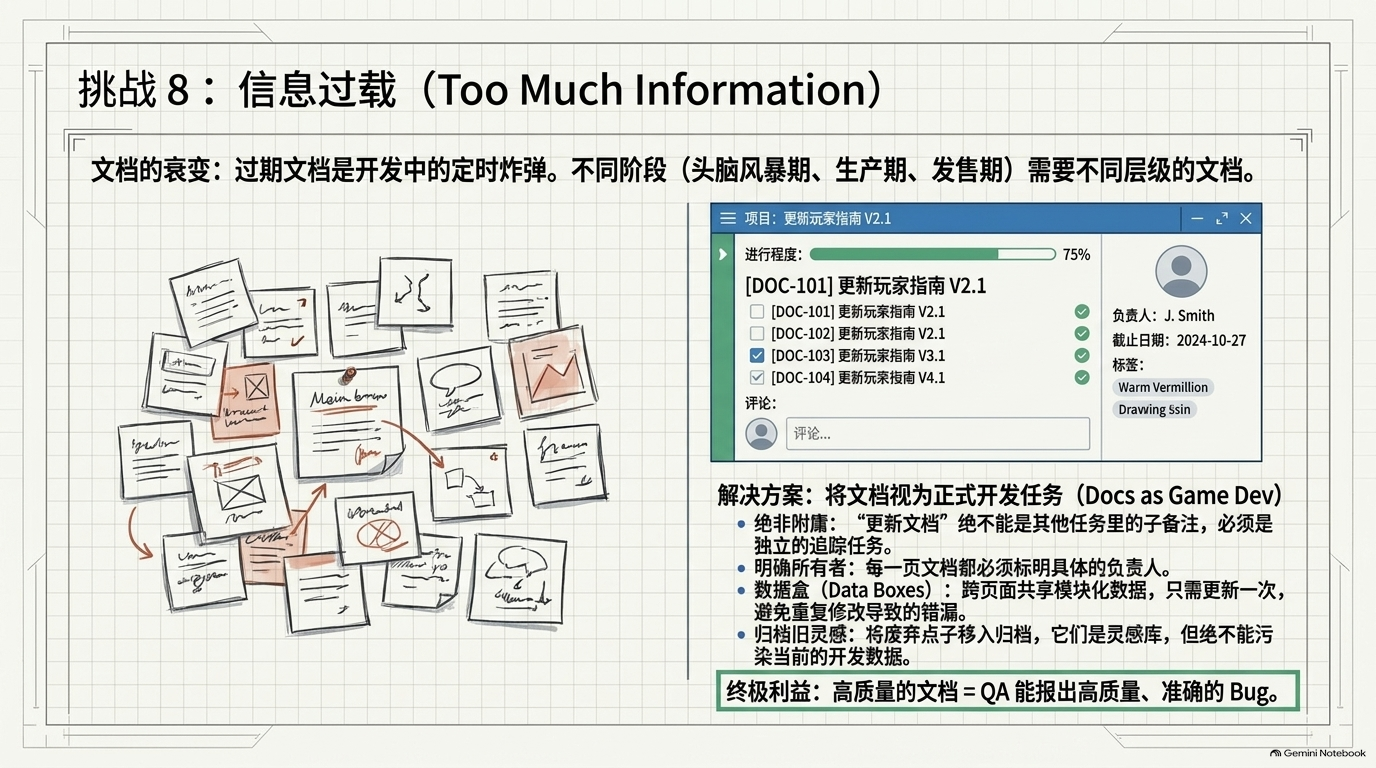 挑战 8：信息过载（Too Much Information）
文档的衰变：过期文档是开发中的定时炸弹。不同阶段（头脑风暴期、生产期、发售期）需要不同层级的文档。
项目：更新玩家指南 V2.1
进行程度：
75%
[DOC-101] 更新玩家指南 V2.1
[DOC-101] 更新玩家指南 V2.1
[DOC-102] 更新玩家指南 V2.1
[DOC-103] 更新玩家指南 V3.1
[DOC-104] 更新玩家指南 V4.1
评论：
评论...
负责人：J. Smith
截止日期：2024-10-27
标签：
Warm Vermillion
Drawing
解决方案：将文档视为正式开发任务（Docs as Game Dev）
绝非附庸：“更新文档”绝不能是其他任务里的子备注，必须是
独立的追踪任务。
明确所有者：每一页文档都必须标明具体的负责人。
数据盒（Data Boxes）：跨页面共享模块化数据，只需更新一次，
避免重复修改导致的错漏。
归档旧灵感：将废弃点子移入归档，它们是灵感库，但绝不能污
染当前的开发数据。
终极利益：高质量的文档 = QA 能报出高质量、准确的 Bug。
Gemini Notebook